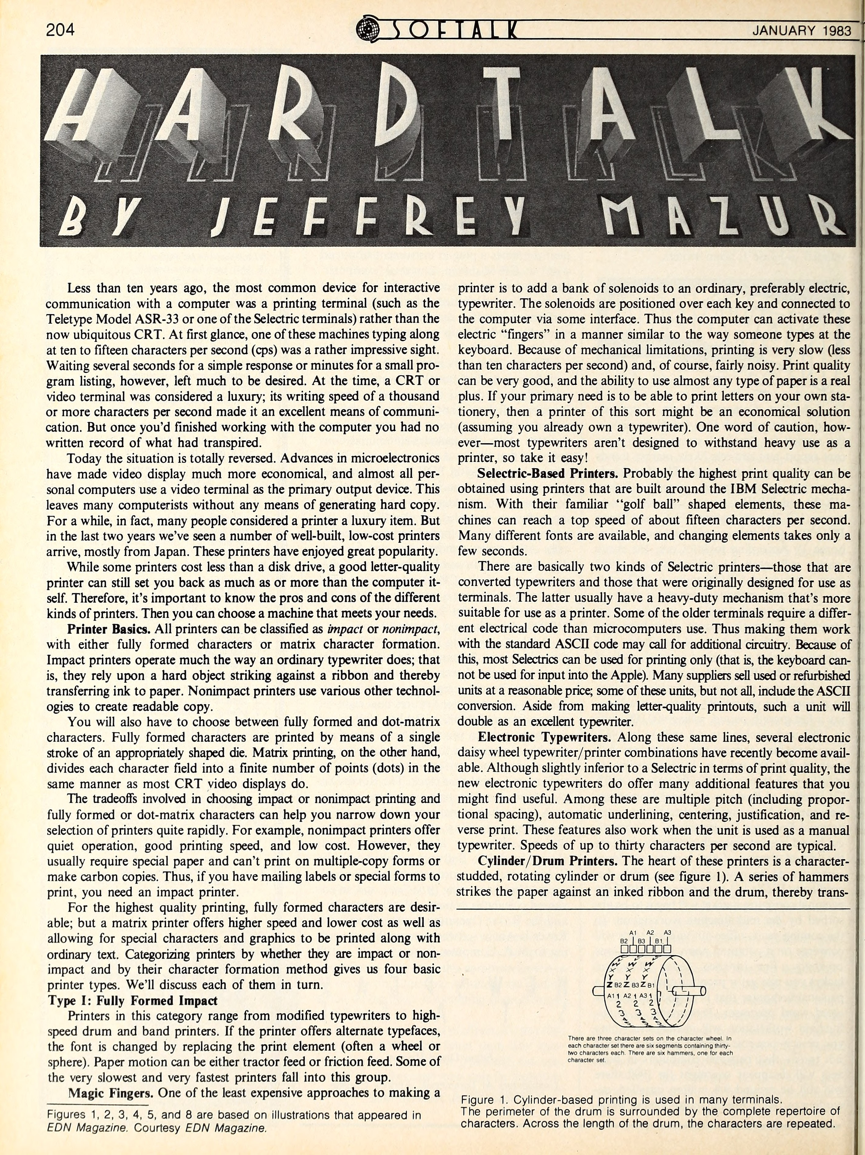 204
SOFTALK
JANUARY 1983
HARDTALK
BY JEFFREY MAZUR
Less than ten years ago, the most common device for interactive
communication with a computer was a printing terminal (such as the
Teletype Model ASR-33 or one of the Selectric terminals) rather than the
now ubiquitous CRT. At first glance, one of these machines typing along
at ten to fifteen characters per second (cps) was a rather impressive sight.
Waiting several seconds for a simple response or minutes for a small pro-
gram listing, however, left much to be desired. At the time, a CRT or
video terminal was considered a luxury; its writing speed of a thousand
or more characters per second made it an excellent means of communi-
cation. But once you'd finished working with the computer you had no
written record of what had transpired.
Today the situation is totally reversed. Advances in microelectronics
have made video display much more economical, and almost all per-
sonal computers use a video terminal as the primary output device. This
leaves many computerists without any means of generating hard copy.
For a while, in fact, many people considered a printer a luxury item. But
in the last two years we've seen a number of well-built, low-cost printers
arrive, mostly from Japan. These printers have enjoyed great popularity.
While some printers cost less than a disk drive, a good letter-quality
printer can still set you back as much as or more than the computer it-
self. Therefore, it's important to know the pros and cons of the different
kinds of printers. Then you can choose a machine that meets your needs.
Printer Basics. All printers can be classified as impact or nonimpact,
with either fully formed characters or matrix character formation.
Impact printers operate much the way an ordinary typewriter does; that
is, they rely upon a hard object striking against a ribbon and thereby
transferring ink to paper. Nonimpact printers use various other technol-
ogies to create readable copy.
You will also have to choose between fully formed and dot-matrix
characters. Fully formed characters are printed by means of a single
stroke of an appropriately shaped die. Matrix printing, on the other hand,
divides each character field into a finite number of points (dots) in the
same manner as most CRT video displays do.
The tradeoffs involved in choosing impact or nonimpact printing and
fully formed or dot-matrix characters can help you narrow down your
selection of printers quite rapidly. For example, nonimpact printers offer
quiet operation, good printing speed, and low cost. However, they
usually require special paper and can't print on multiple-copy forms or
make carbon copies. Thus, if you have mailing labels or special forms to
print, you need an impact printer.
For the highest quality printing, fully formed characters are desir-
able; but a matrix printer offers higher speed and lower cost as well as
allowing for special characters and graphics to be printed along with
ordinary text. Categorizing printers by whether they are impact or non-
impact and by their character formation method gives us four basic
printer types. We'll discuss each of them in turn.
Type I: Fully Formed Impact
Printers in this category range from modified typewriters to high-
speed drum and band printers. If the printer offers alternate typefaces,
the font is changed by replacing the print element (often a wheel or
sphere). Paper motion can be either tractor feed or friction feed. Some of
the very slowest and very fastest printers fall into this group.
Magic Fingers. One of the least expensive approaches to making a
Figures 1, 2, 3, 4, 5, and 8 are based on illustrations that appeared in
EDN Magazine. Courtesy EDN Magazine.
printer is to add a bank of solenoids to an ordinary, preferably electric,
typewriter. The solenoids are positioned over each key and connected to
the computer via some interface. Thus the computer can activate these
electric "fingers" in a manner similar to the way someone types at the
keyboard. Because of mechanical limitations, printing is very slow (less
than ten characters per second) and, of course, fairly noisy. Print quality
can be very good, and the ability to use almost any type of paper is a real
plus. If your primary need is to be able to print letters on your own sta-
tionery, then a printer of this sort might be an economical solution
(assuming you already own a typewriter). One word of caution, how-
ever—most typewriters aren't designed to withstand heavy use as a
printer, so take it easy!
Selectric-Based Printers. Probably the highest print quality can be
obtained using printers that are built around the IBM Selectric mecha-
nism. With their familiar "golf ball" shaped elements, these ma-
chines can reach a top speed of about fifteen characters per second.
Many different fonts are available, and changing elements takes only a
few seconds.
There are basically two kinds of Selectric printers—those that are
converted typewriters and those that were originally designed for use as
terminals. The latter usually have a heavy-duty mechanism that's more
suitable for use as a printer. Some of the older terminals require a differ-
ent electrical code than microcomputers use. Thus making them work
with the standard ASCII code may call for additional circuitry. Because of
this, most Selectrics can be used for printing only (that is, the keyboard can-
not be used for input into the Apple). Many suppliers sell used or refurbished
units at a reasonable price; some of these units, but not all, include the ASCII
conversion. Aside from making letter-quality printouts, such a unit will
double as an excellent typewriter.
Electronic Typewriters. Along these same lines, several electronic
daisy wheel typewriter/printer combinations have recently become avail-
able. Although slightly inferior to a Selectric in terms of print quality, the
new electronic typewriters do offer many additional features that you
might find useful. Among these are multiple pitch (including propor-
tional spacing), automatic underlining, centering, justification, and re-
verse print. These features also work when the unit is used as a manual
typewriter. Speeds of up to thirty characters per second are typical.
Cylinder/Drum Printers. The heart of these printers is a character-
studded, rotating cylinder or drum (see figure 1). A series of hammers
strikes the paper against an inked ribbon and the drum, thereby trans-
A1 A2 A3
B2 B3 B1
W W W
X X X
Y Y Y
Z B2 Z B3 Z B1
A1 1 A2 1 A3 1
2 2 2
3 3 3
There are three character sets on the character wheel. In
each character set there are six segments containing thirty-
two characters each. There are six hammers, one for each
character set.
Figure 1. Cylinder-based printing is used in many terminals.
The perimeter of the drum is surrounded by the complete repertoire of
characters. Across the length of the drum, the characters are repeated.